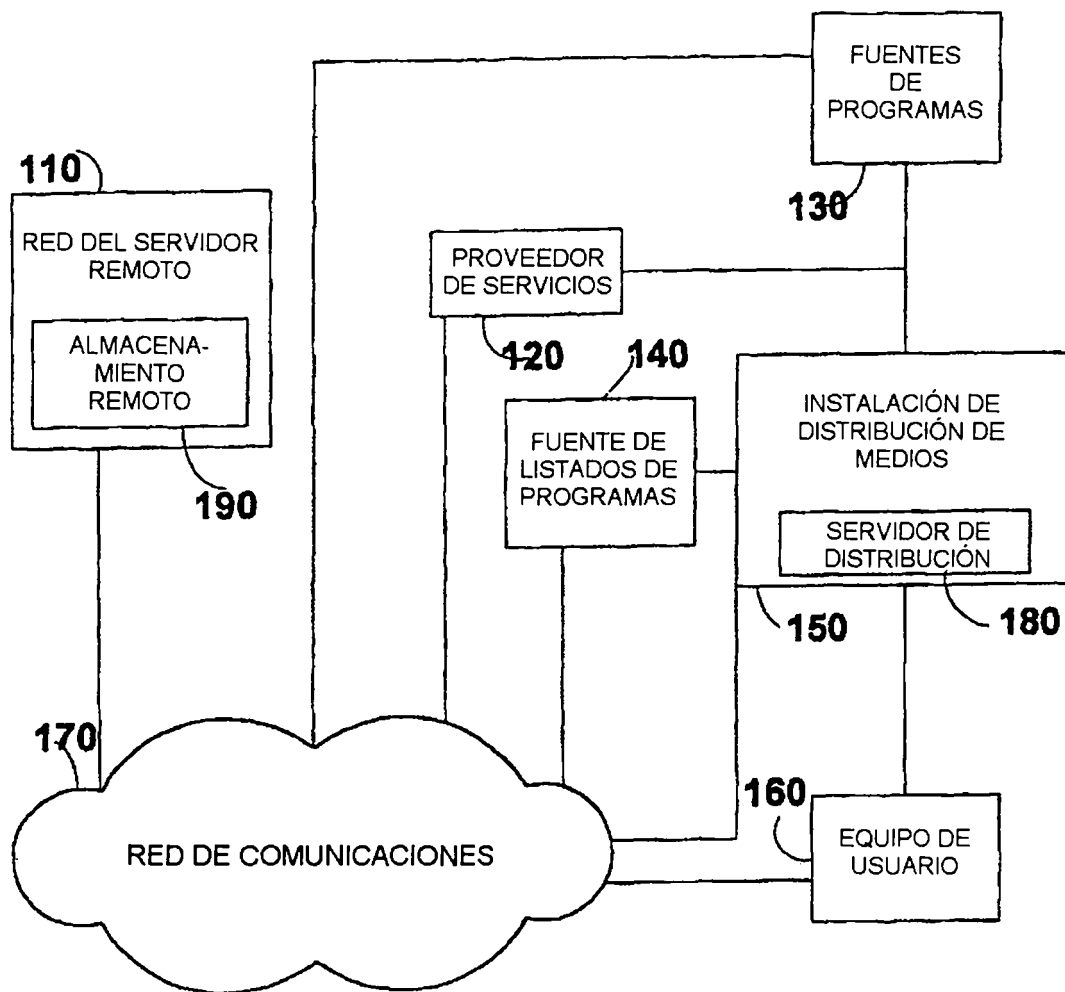 FUENTES
DE
PROGRAMAS
130
110
RED DEL SERVIDOR
REMOTO
ALMACENA-
MIENTO
REMOTO
190
PROVEEDOR
DE SERVICIOS
120
140
FUENTE DE
LISTADOS DE
PROGRAMAS
INSTALACIÓN DE
DISTRIBUCIÓN DE
MEDIOS
SERVIDOR DE
DISTRIBUCIÓN
150
180
170
RED DE COMUNICACIONES
160
EQUIPO DE
USUARIO